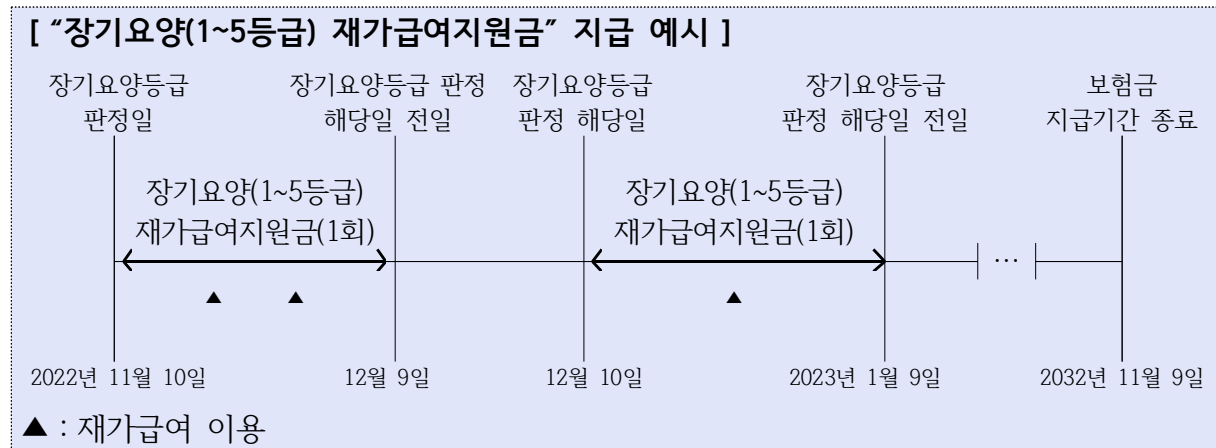 [ “장기요양(1~5등급) 재가급여지원금” 지급 예시 ]
장기요양등급 판정일
장기요양등급 판정 해당일 전일
장기요양등급 판정 해당일
장기요양등급 판정 해당일 전일
보험금 지급기간 종료
장기요양(1~5등급)
재가급여지원금(1회)
장기요양(1~5등급)
재가급여지원금(1회)
...
▲ ▲ ▲
2022년 11월 10일 12월 9일 12월 10일 2023년 1월 9일 2032년 11월 9일
▲ : 재가급여 이용